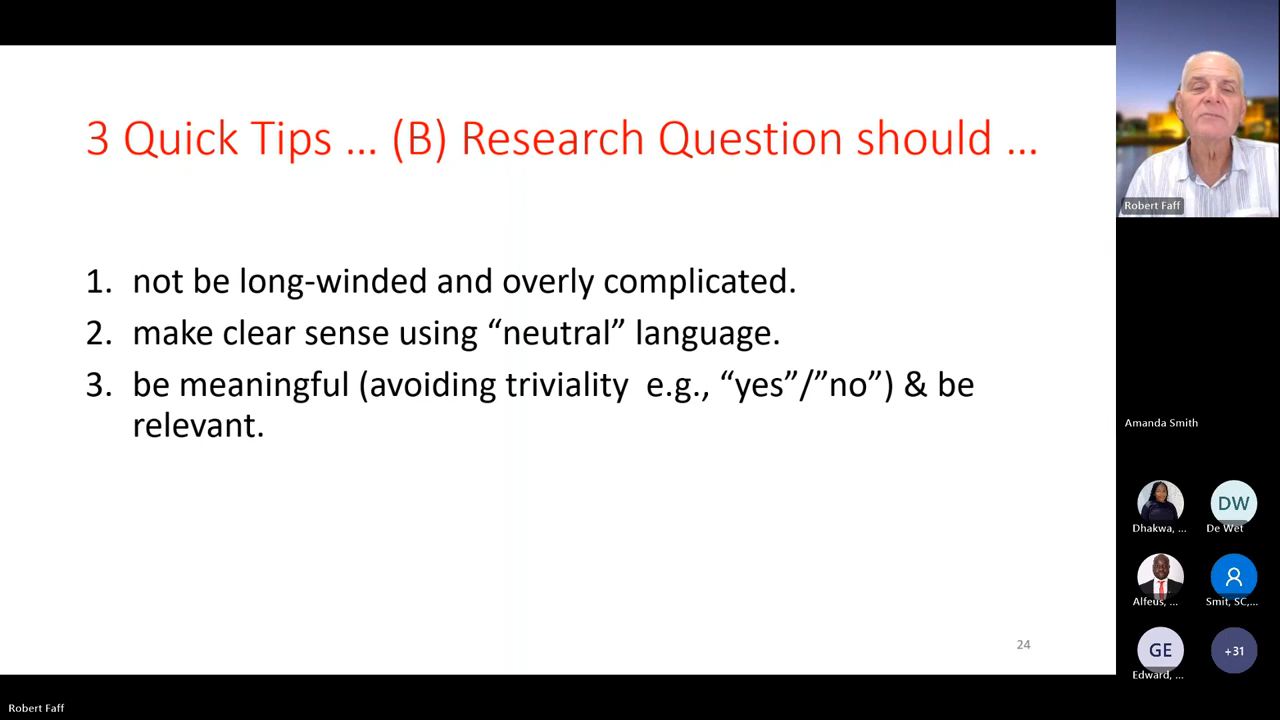 3 Quick Tips … (B) Research Question should …
1. not be long-winded and overly complicated.
2. make clear sense using “neutral” language.
3. be meaningful (avoiding triviality  e.g., “yes”/”no”) & be
relevant.
24
Robert Faff
Amanda Smith
DW
Dhakwa, ...
De Wet
Alfeus, ...
Smit, SC,...
GE
+31
Edward, ...
Robert Faff